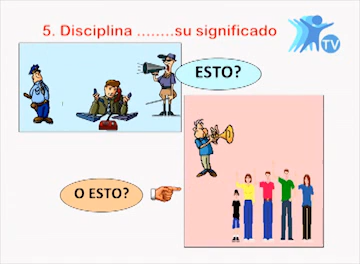 5. Disciplina ........su significado
TV
ESTO?
O ESTO?